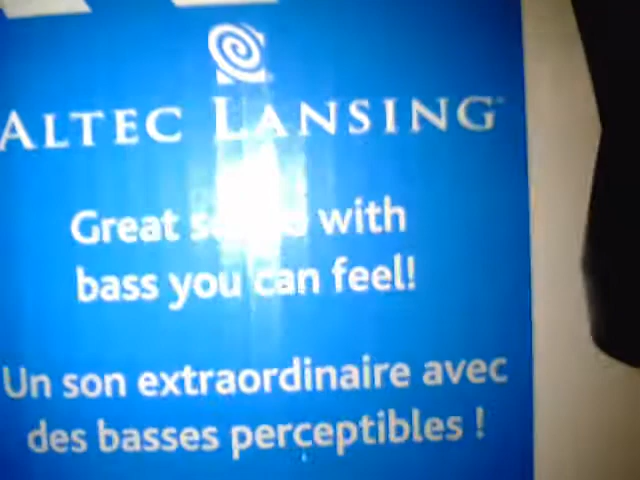 ALTEC LANSING
Great with
bass you can feel!
Un son extraordinaire avec
des basses perceptibles !